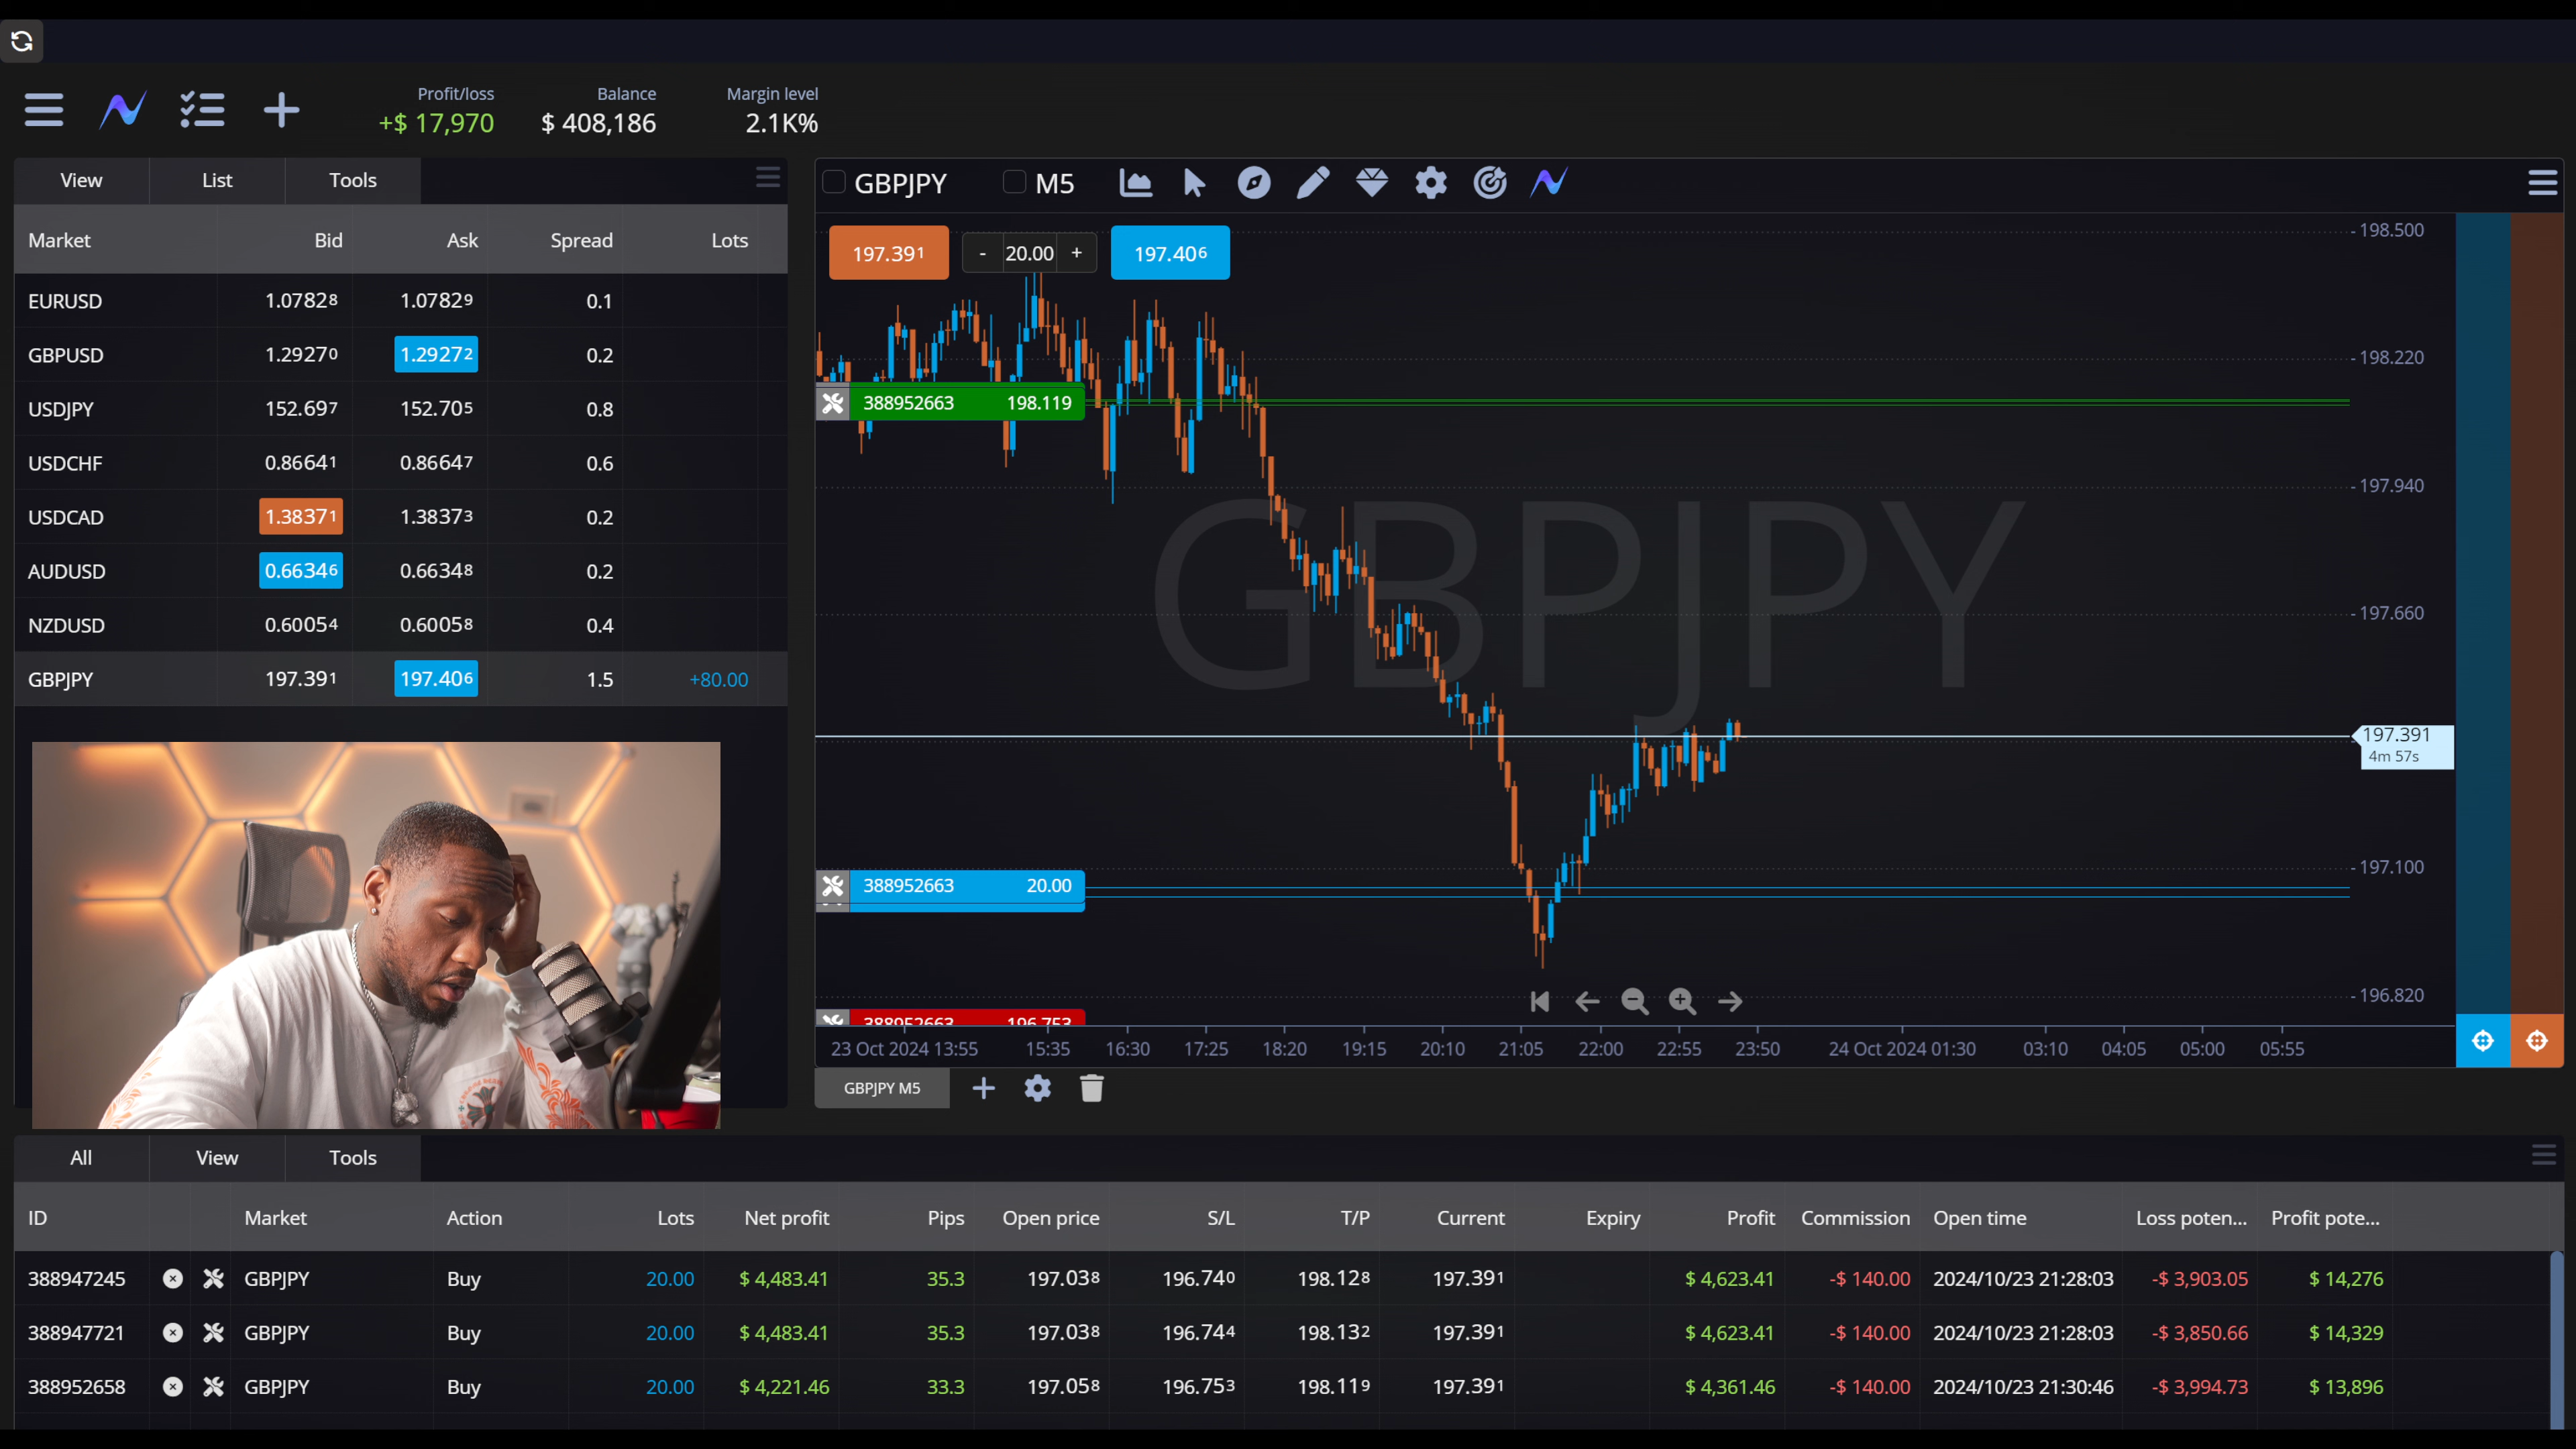 Profit/loss Balance Margin level
+$ 17,970 $ 408,186 2.1K%
View List Tools
Market Bid Ask Spread Lots
EURUSD 1.07828 1.07829 0.1
GBPUSD 1.29270 1.29272 0.2
USDJPY 152.697 152.705 0.8
USDCHF 0.86641 0.86647 0.6
USDCAD 1.38371 1.38373 0.2
AUDUSD 0.66346 0.66348 0.2
NZDUSD 0.60054 0.60058 0.4
GBPJPY 197.391 197.406 1.5 +80.00
GBPJPY M5
197.391 - 20.00 + 197.406
198.500
198.220
388952663 198.119
197.940
GBPJPY
197.660
197.391
4m 57s
197.100
388952663 20.00
196.820
388952663 196.753
23 Oct 2024 13:55 15:35 16:30 17:25 18:20 19:15 20:10 21:05 22:00 22:55 23:50 24 Oct 2024 01:30 03:10 04:05 05:00 05:55
GBPJPY M5
All View Tools
ID Market Action Lots Net profit Pips Open price S/L T/P Current Expiry Profit Commission Open time Loss poten... Profit pote...
388947245 GBPJPY Buy 20.00 $ 4,483.41 35.3 197.038 196.740 198.128 197.391 $ 4,623.41 -$ 140.00 2024/10/23 21:28:03 -$ 3,903.05 $ 14,276
388947721 GBPJPY Buy 20.00 $ 4,483.41 35.3 197.038 196.744 198.132 197.391 $ 4,623.41 -$ 140.00 2024/10/23 21:28:03 -$ 3,850.66 $ 14,329
388952658 GBPJPY Buy 20.00 $ 4,221.46 33.3 197.058 196.753 198.119 197.391 $ 4,361.46 -$ 140.00 2024/10/23 21:30:46 -$ 3,994.73 $ 13,896